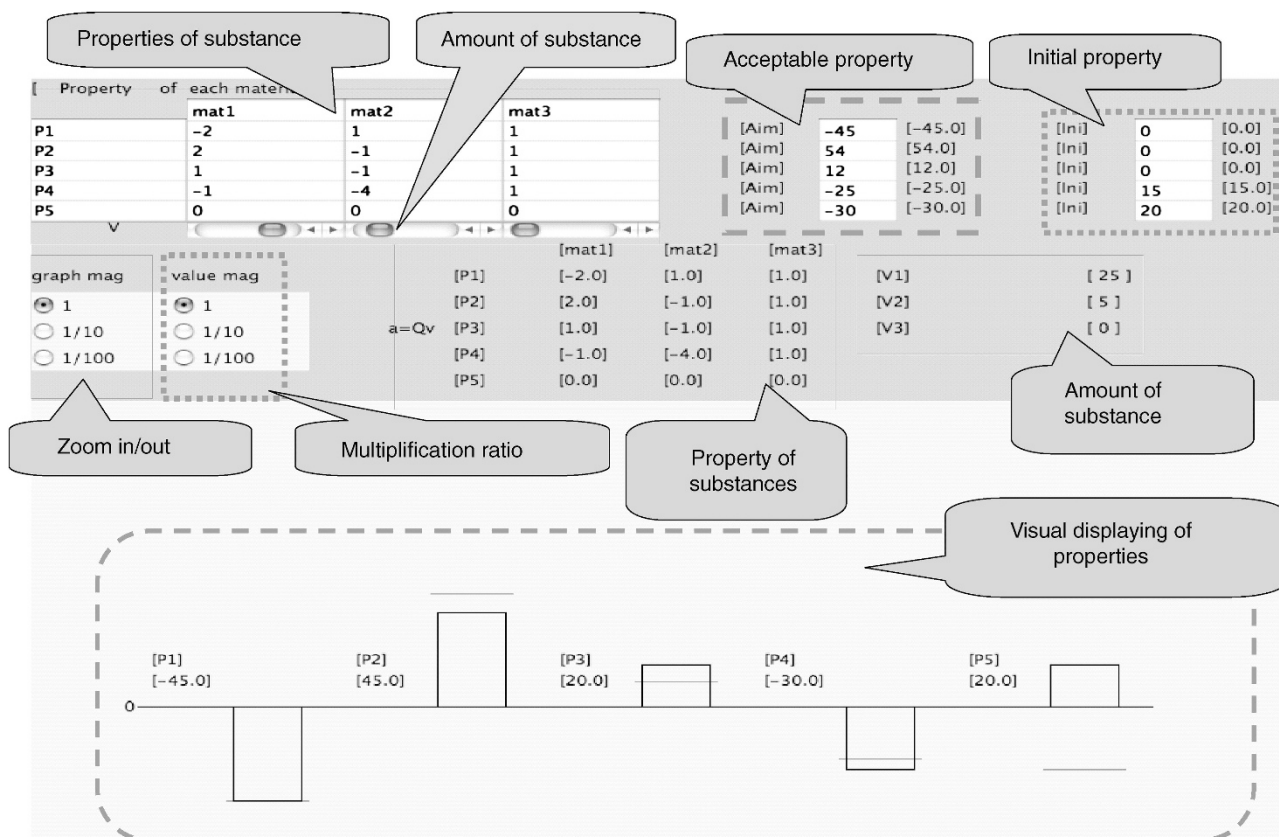 Properties of substance
Amount of substance
Acceptable property
Initial property
[ Property of each materi
mat1 mat2 mat3
P1 -2 1 1
P2 2 -1 1
P3 1 -1 1
P4 -1 -4 1
P5 0 0 0
V
[Aim] -45 [-45.0]
[Aim] 54 [54.0]
[Aim] 12 [12.0]
[Aim] -25 [-25.0]
[Aim] -30 [-30.0]
[Ini] 0 [0.0]
[Ini] 0 [0.0]
[Ini] 0 [0.0]
[Ini] 15 [15.0]
[Ini] 20 [20.0]
graph mag
1
1/10
1/100
value mag
1
1/10
1/100
a=Qv
[mat1] [mat2] [mat3]
[P1] [-2.0] [1.0] [1.0]
[P2] [2.0] [-1.0] [1.0]
[P3] [1.0] [-1.0] [1.0]
[P4] [-1.0] [-4.0] [1.0]
[P5] [0.0] [0.0] [0.0]
[V1] [ 25 ]
[V2] [ 5 ]
[V3] [ 0 ]
Zoom in/out
Multiplification ratio
Property of
substances
Amount of
substance
Visual displaying of
properties
[P1] [P2] [P3] [P4] [P5]
[-45.0] [45.0] [20.0] [-30.0] [20.0]
0